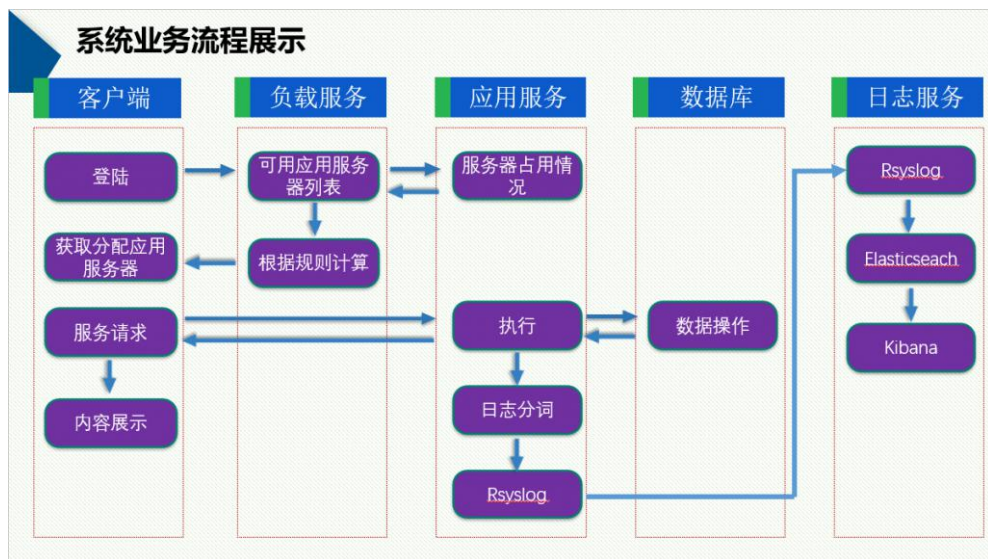 系统业务流程展示
客户端
负载服务
应用服务
数据库
日志服务
登陆
可用应用服务
器列表
服务器占用情
况
Rsyslog
获取分配应用
服务器
根据规则计算
Elasticseach
服务请求
执行
数据操作
Kibana
内容展示
日志分词
Rsyslog